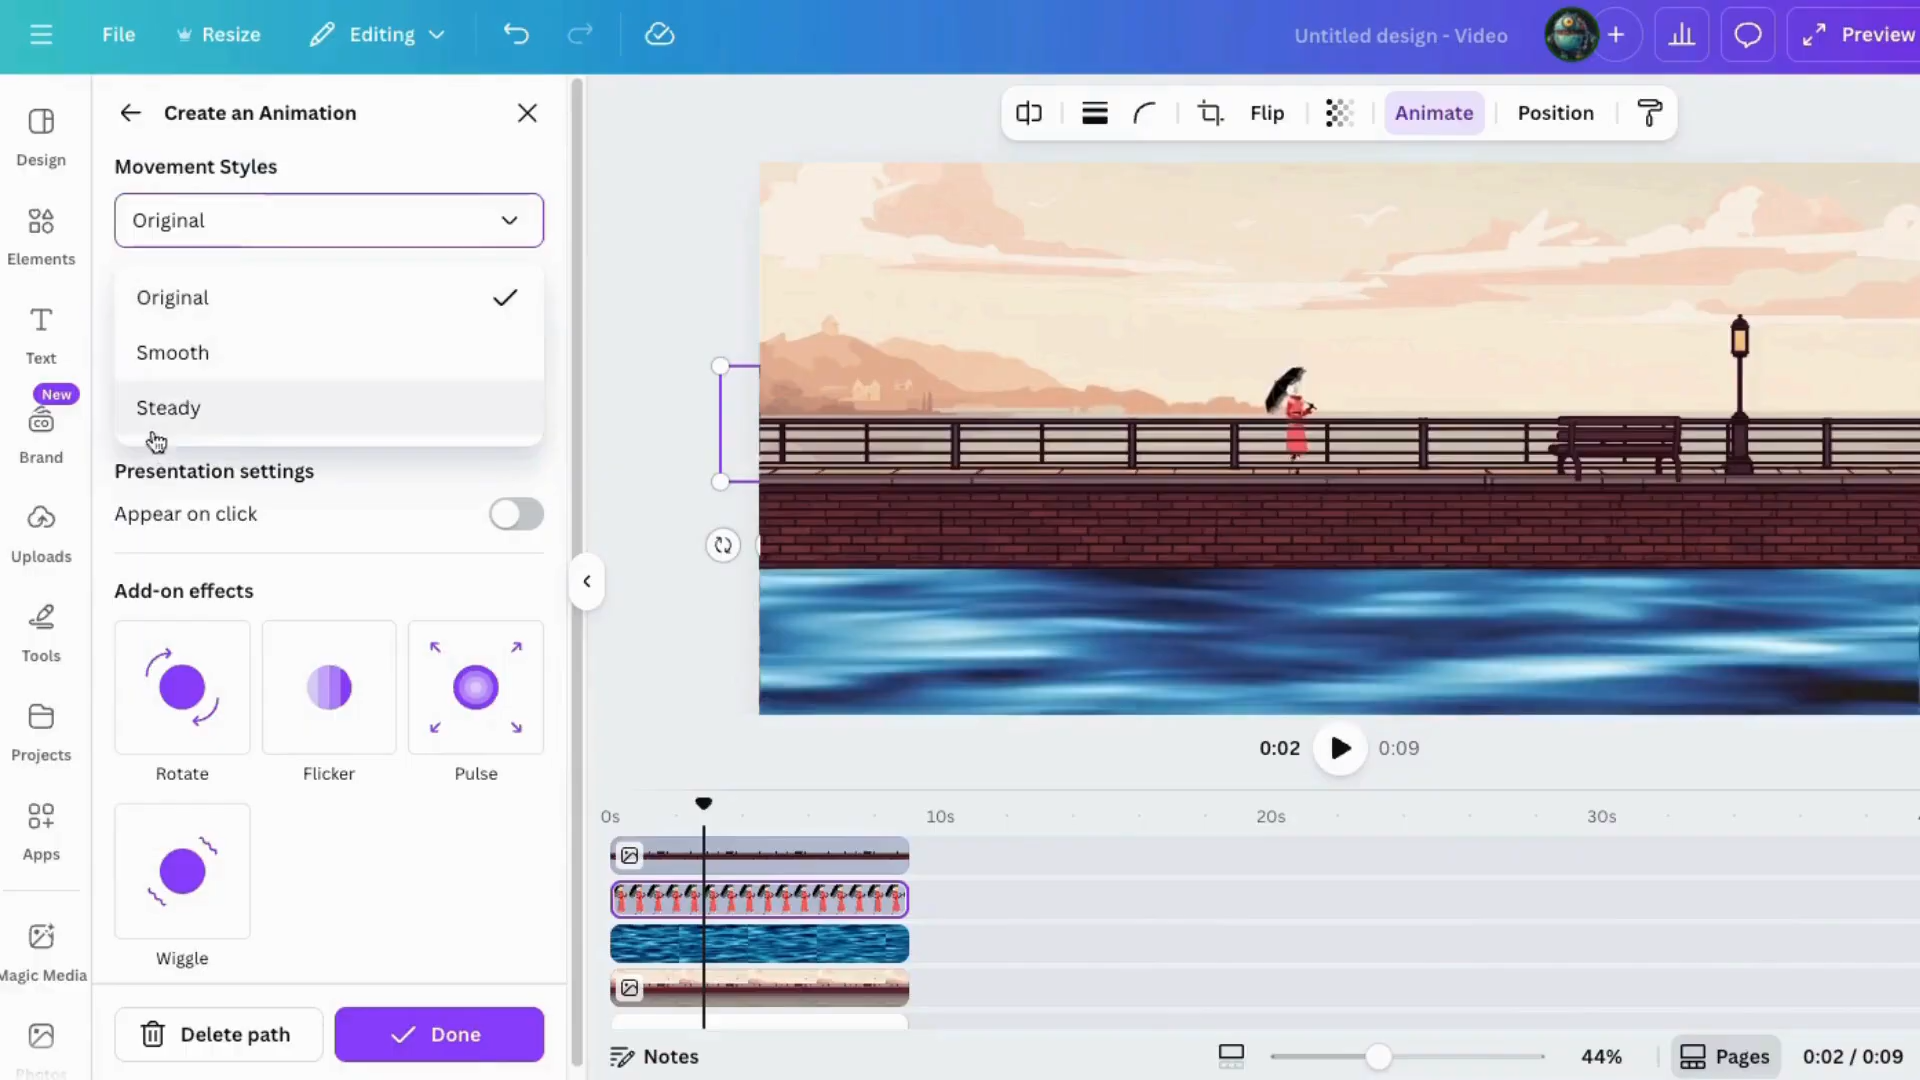 File
Resize
Editing
Untitled design - Video
Preview
Design
Elements
Text
New
Brand
Uploads
Tools
Projects
Apps
Magic Media
Photos
Create an Animation
Movement Styles
Original
Original
Smooth
Steady
Presentation settings
Appear on click
Add-on effects
Rotate
Flicker
Pulse
Wiggle
Delete path
Done
Flip
Animate
Position
0:02
0:09
0s
10s
20s
30s
Notes
44%
Pages
0:02 / 0:09